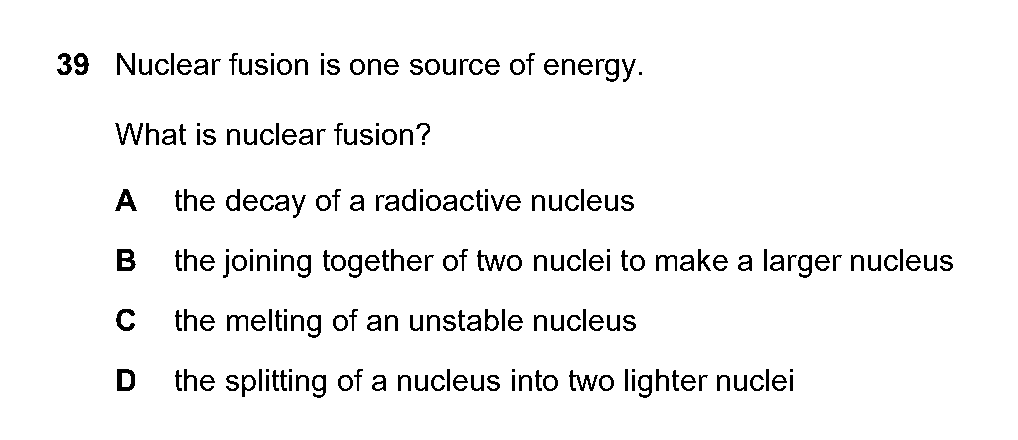 39 Nuclear fusion is one source of energy.
What is nuclear fusion?
A the decay of a radioactive nucleus
B the joining together of two nuclei to make a larger nucleus
C the melting of an unstable nucleus
D the splitting of a nucleus into two lighter nuclei